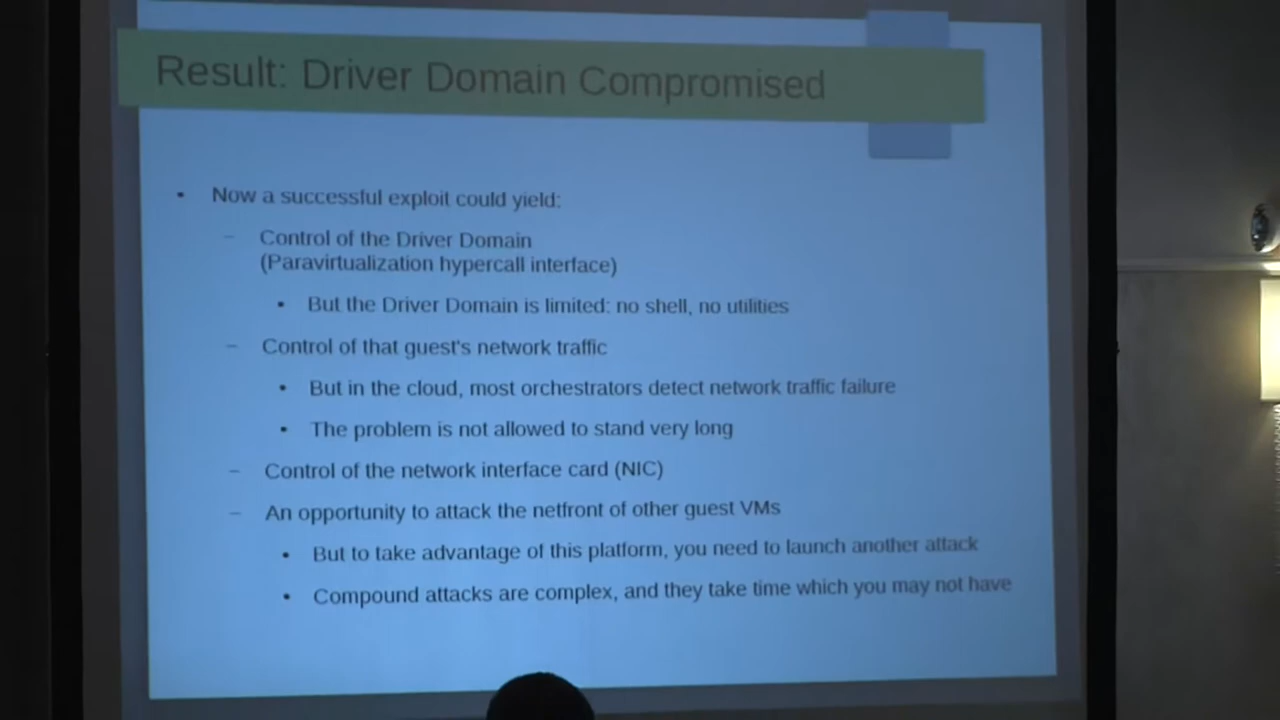 Result: Driver Domain Compromised
• Now a successful exploit could yield:
– Control of the Driver Domain
(Paravirtualization hypercall interface)
• But the Driver Domain is limited: no shell, no utilities
– Control of that guest's network traffic
• But in the cloud, most orchestrators detect network traffic failure
• The problem is not allowed to stand very long
– Control of the network interface card (NIC)
– An opportunity to attack the netfront of other guest VMs
• But to take advantage of this platform, you need to launch another attack
• Compound attacks are complex, and they take time which you may not have